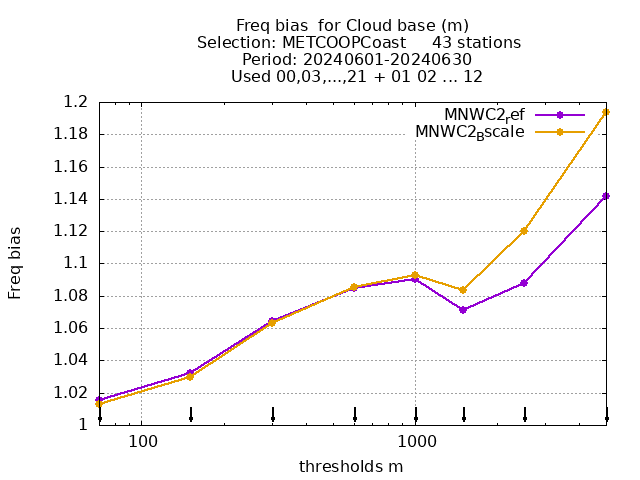 Freq bias  for Cloud base (m)
Selection: METCOOPCoast     43 stations
Period: 20240601-20240630
Used 00,03,...,21 + 01 02 ... 12
MNWC2ref
MNWC2Bscale
1.2
1.18
1.16
1.14
1.12
1.1
1.08
1.06
1.04
1.02
1
Freq bias
100
1000
thresholds m